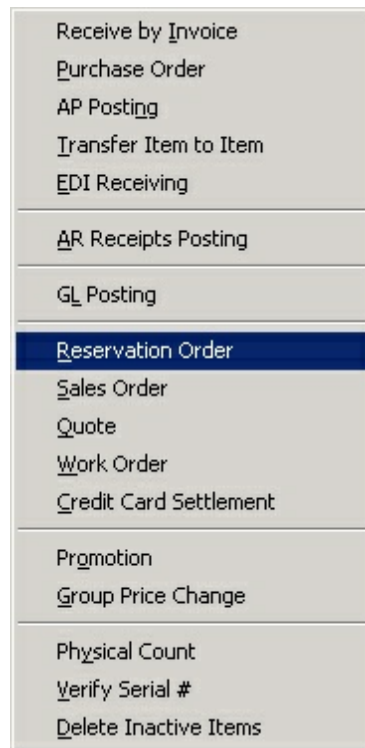 Receive by Invoice
Purchase Order
AP Posting
Transfer Item to Item
EDI Receiving
AR Receipts Posting
GL Posting
Reservation Order
Sales Order
Quote
Work Order
Credit Card Settlement
Promotion
Group Price Change
Physical Count
Verify Serial #
Delete Inactive Items